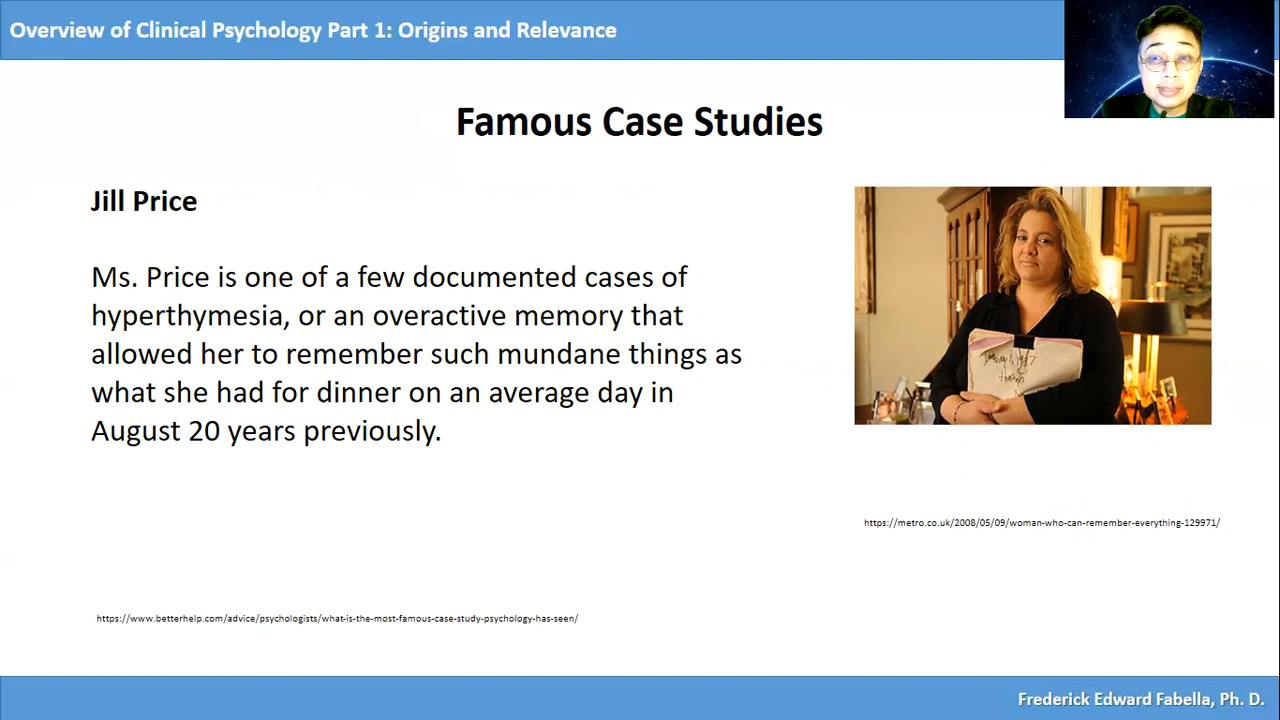 Overview of Clinical Psychology Part 1: Origins and Relevance
Famous Case Studies
Jill Price
Ms. Price is one of a few documented cases of
hyperthymesia, or an overactive memory that
allowed her to remember such mundane things as
what she had for dinner on an average day in
August 20 years previously.
https://metro.co.uk/2008/05/09/woman-who-can-remember-everything-129971/
https://www.betterhelp.com/advice/psychologists/what-is-the-most-famous-case-study-psychology-has-seen/
Frederick Edward Fabella, Ph. D.